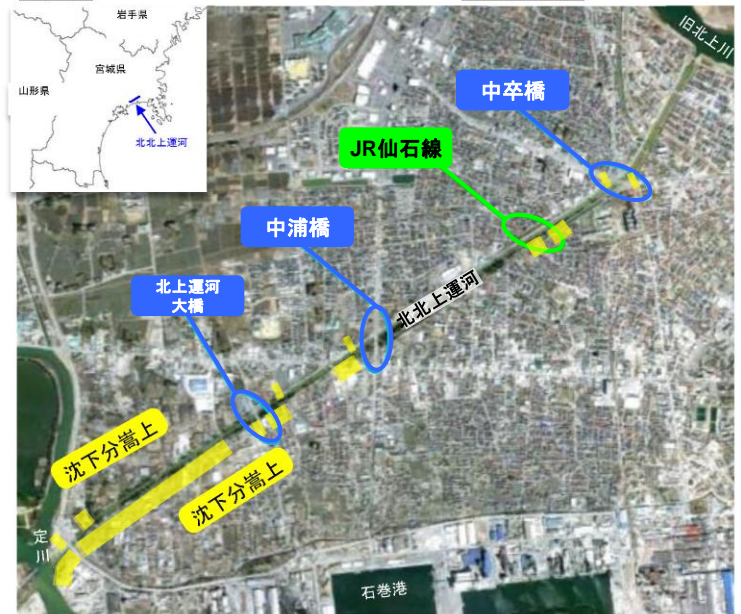 岩手県
宮城県
山形県
北北上運河
旧北上川
中卒橋
JR仙石線
中浦橋
北上運河
大橋
北北上運河
沈下分嵩上
沈下分嵩上
定川
石巻港